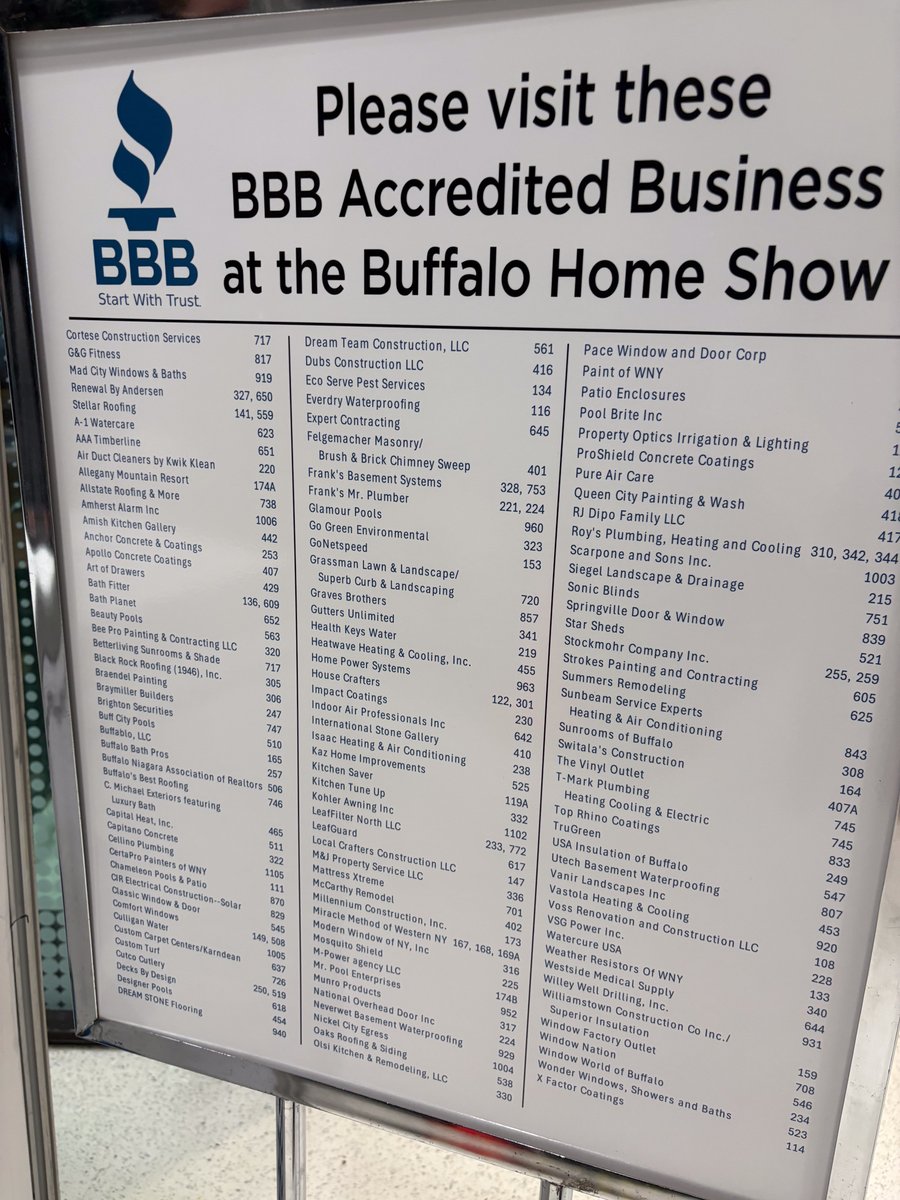 BBB
Start With Trust.
Please visit these
BBB Accredited Business
at the Buffalo Home Show
Cortese Construction Services 717
G&G Fitness 817
Mad City Windows & Baths 919
Renewal By Andersen 327, 650
Stellar Roofing 141, 559
A-1 Watercare 623
AAA Timberline 651
Air Duct Cleaners by Kwik Klean 220
Allegany Mountain Resort 174A
Allstate Roofing & More 738
Amherst Alarm Inc 1006
Amish Kitchen Gallery 442
Anchor Concrete & Coatings 253
Apollo Concrete Coatings 407
Art of Drawers 429
Bath Fitter 136, 609
Bath Planet 652
Beauty Pools 563
Bee Pro Painting & Contracting LLC 320
Betterliving Sunrooms & Shade 717
Black Rock Roofing (1946), Inc. 305
Braendel Painting 306
Braymiller Builders 247
Brighton Securities 747
Buff City Pools 510
Buffablo, LLC 165
Buffalo Bath Pros 257
Buffalo Niagara Association of Realtors 506
Buffalo's Best Roofing 746
C. Michael Exteriors featuring
Luxury Bath 465
Capital Heat, Inc. 511
Capitano Concrete 322
Cellino Plumbing 1105
CertaPro Painters of WNY 111
Chameleon Pools & Patio 870
CIR Electrical Construction--Solar 829
Classic Window & Door 545
Comfort Windows 149, 508
Culligan Water 1005
Custom Carpet Centers/Karndean 637
Custom Turf 726
Cutco Cutlery 250, 519
Decks By Design 618
Designer Pools 454
DREAM STONE Flooring 940
Dream Team Construction, LLC 561
Dubs Construction LLC 416
Eco Serve Pest Services 134
Everdry Waterproofing 116
Expert Contracting 645
Felgemacher Masonry/
Brush & Brick Chimney Sweep 401
Frank's Basement Systems 328, 753
Frank's Mr. Plumber 221, 224
Glamour Pools 960
Go Green Environmental 323
GoNetspeed 153
Grassman Lawn & Landscape/
Superb Curb & Landscaping 720
Graves Brothers 857
Gutters Unlimited 341
Health Keys Water 219
Heatwave Heating & Cooling, Inc. 455
Home Power Systems 963
House Crafters 122, 301
Impact Coatings 230
Indoor Air Professionals Inc 642
International Stone Gallery 410
Isaac Heating & Air Conditioning 238
Kaz Home Improvements 525
Kitchen Saver 119A
Kitchen Tune Up 332
Kohler Awning Inc 1102
LeafFilter North LLC 233, 772
LeafGuard 617
Local Crafters Construction LLC 147
M&J Property Service LLC 336
Mattress Xtreme 701
McCarthy Remodel 402
Millennium Construction, Inc. 173
Miracle Method of Western NY 167, 168, 169A
Modern Window of NY, Inc 316
Mosquito Shield 225
M-Power agency LLC 174B
Mr. Pool Enterprises 952
Munro Products 317
National Overhead Door Inc 224
Neverwet Basement Waterproofing 929
Nickel City Egress 1004
Oaks Roofing & Siding 538
Olsi Kitchen & Remodeling, LLC 330
Pace Window and Door Corp
Paint of WNY
Patio Enclosures
Pool Brite Inc
Property Optics Irrigation & Lighting
ProShield Concrete Coatings
Pure Air Care
Queen City Painting & Wash
RJ Dipo Family LLC 417
Roy's Plumbing, Heating and Cooling 310, 342, 344
Scarpone and Sons Inc. 1003
Siegel Landscape & Drainage 215
Sonic Blinds 751
Springville Door & Window 839
Star Sheds 521
Stockmohr Company Inc. 255, 259
Strokes Painting and Contracting 605
Summers Remodeling 625
Sunbeam Service Experts
Heating & Air Conditioning 843
Sunrooms of Buffalo 308
Switala's Construction 164
The Vinyl Outlet 407A
T-Mark Plumbing 745
Heating Cooling & Electric 745
Top Rhino Coatings 833
TruGreen 249
USA Insulation of Buffalo 547
Utech Basement Waterproofing 807
Vanir Landscapes Inc 453
Vastola Heating & Cooling 920
Voss Renovation and Construction LLC 108
VSG Power Inc. 228
Watercure USA 133
Weather Resistors Of WNY 340
Westside Medical Supply 644
Willey Well Drilling, Inc. 931
Williamstown Construction Co Inc./
Superior Insulation 159
Window Factory Outlet 708
Window Nation 546
Window World of Buffalo 234
Wonder Windows, Showers and Baths 523
X Factor Coatings 114